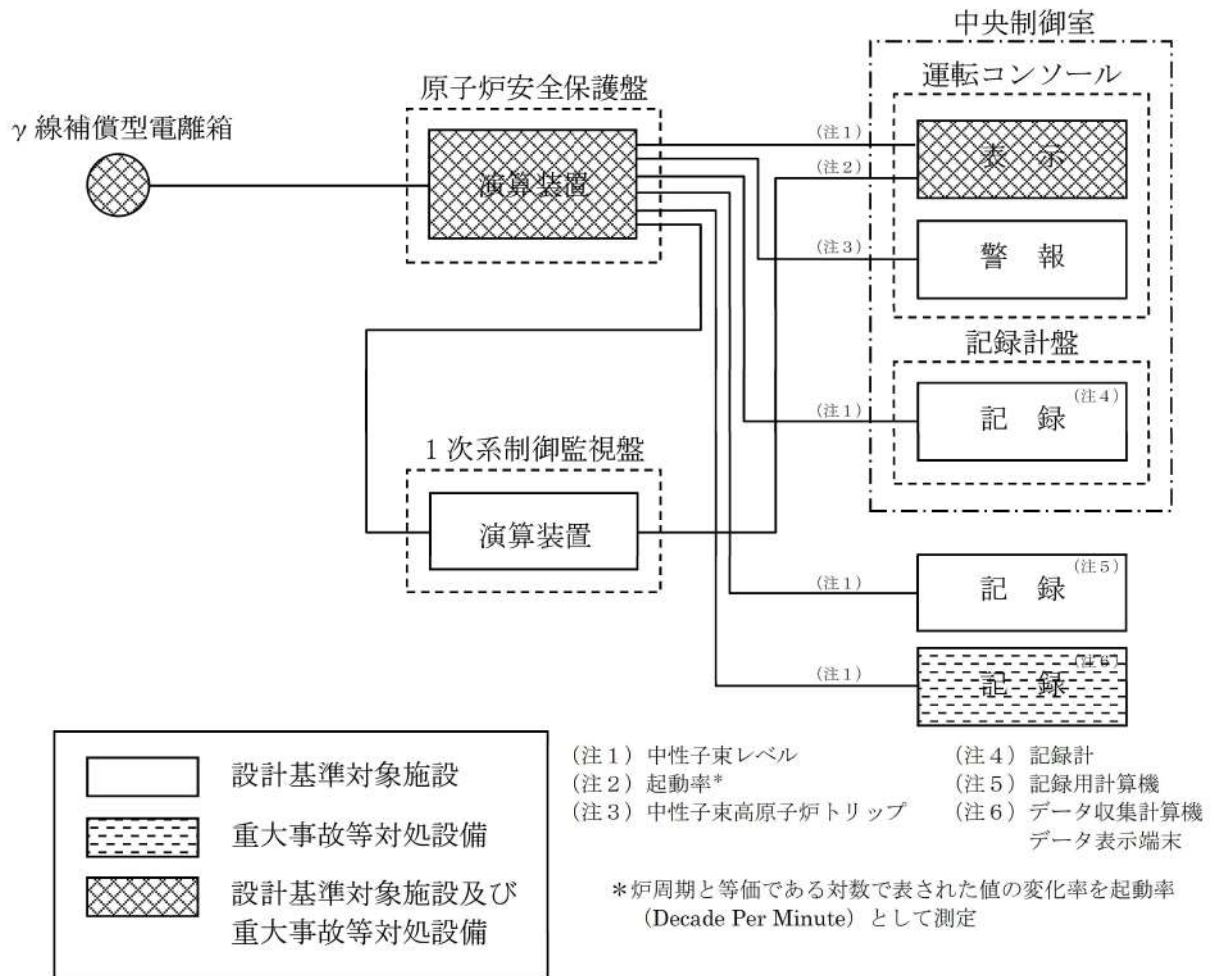 中央制御室
運転コンソール
原子炉安全保護盤
γ線補償型電離箱
演算装置
(注1)
表 示
(注2)
(注3)
警 報
記録計盤
(注1)
記 録
(注4)
1次系制御監視盤
演算装置
(注1)
記 録
(注5)
(注1)
記 録
(注6)
設計基準対象施設
重大事故等対処設備
設計基準対象施設及び
重大事故等対処設備
(注1)中性子束レベル
(注2)起動率*
(注3)中性子束高原子炉トリップ
(注4)記録計
(注5)記録用計算機
(注6)データ収集計算機
データ表示端末
*炉周期と等価である対数で表された値の変化率を起動率
(Decade Per Minute)として測定